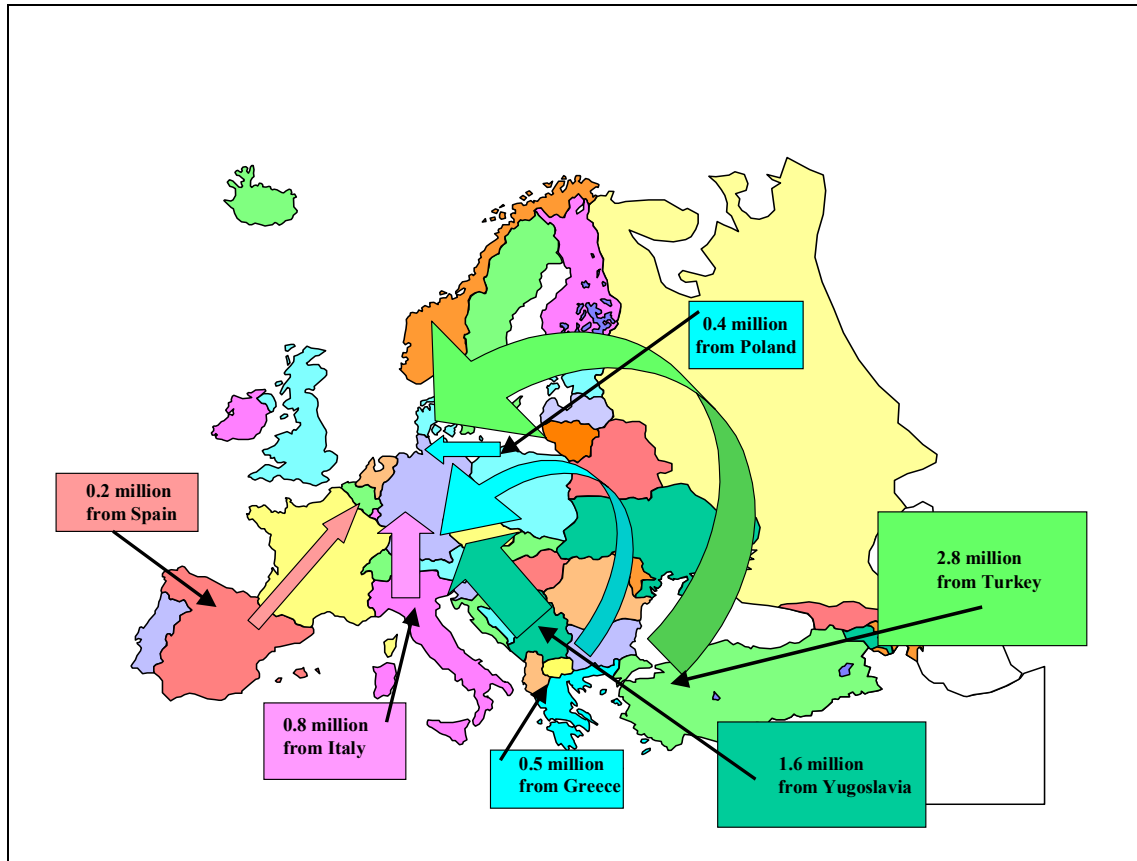 0.4 million
from Poland
0.2 million
from Spain
2.8 million
from Turkey
0.8 million
from Italy
0.5 million
from Greece
1.6 million
from Yugoslavia